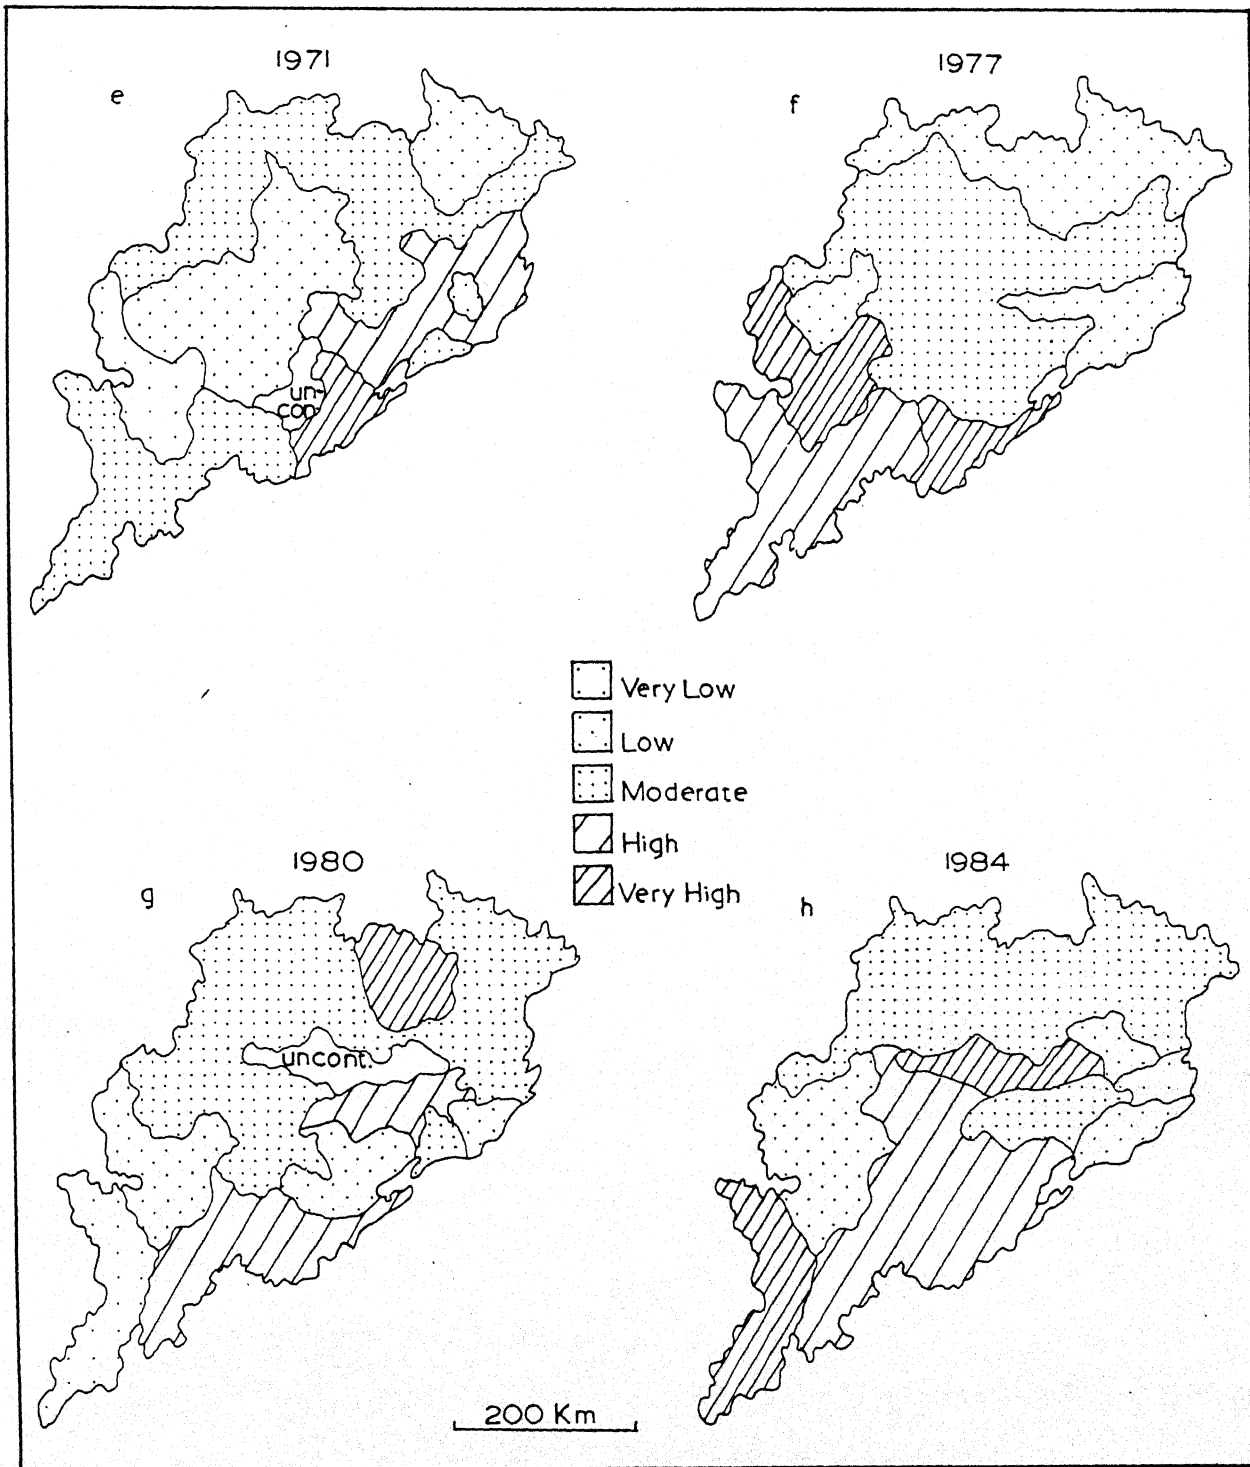 1971
e
1977
f
un-
con.
Very Low
Low
Moderate
High
Very High
1980
g
uncont.
1984
h
200 Km